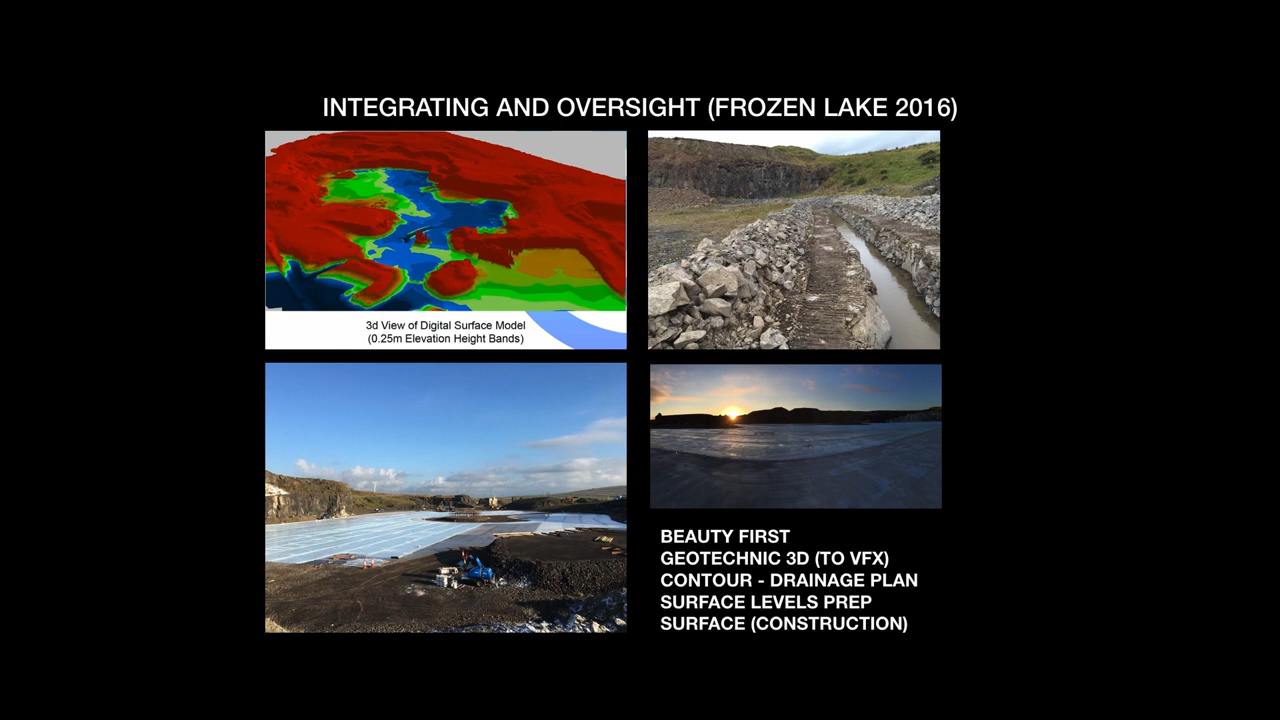 INTEGRATING AND OVERSIGHT (FROZEN LAKE 2016)
3d View of Digital Surface Model
(0.25m Elevation Height Bands)
BEAUTY FIRST
GEOTECHNIC 3D (TO VFX)
CONTOUR - DRAINAGE PLAN
SURFACE LEVELS PREP
SURFACE (CONSTRUCTION)